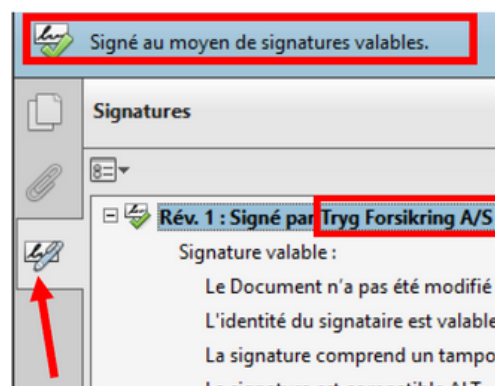 Signé au moyen de signatures valables.
Signatures
Rév. 1 : Signé par Tryg Forsikring A/S
Signature valable :
Le Document n'a pas été modifié
L'identité du signataire est valable
La signature comprend un tampo